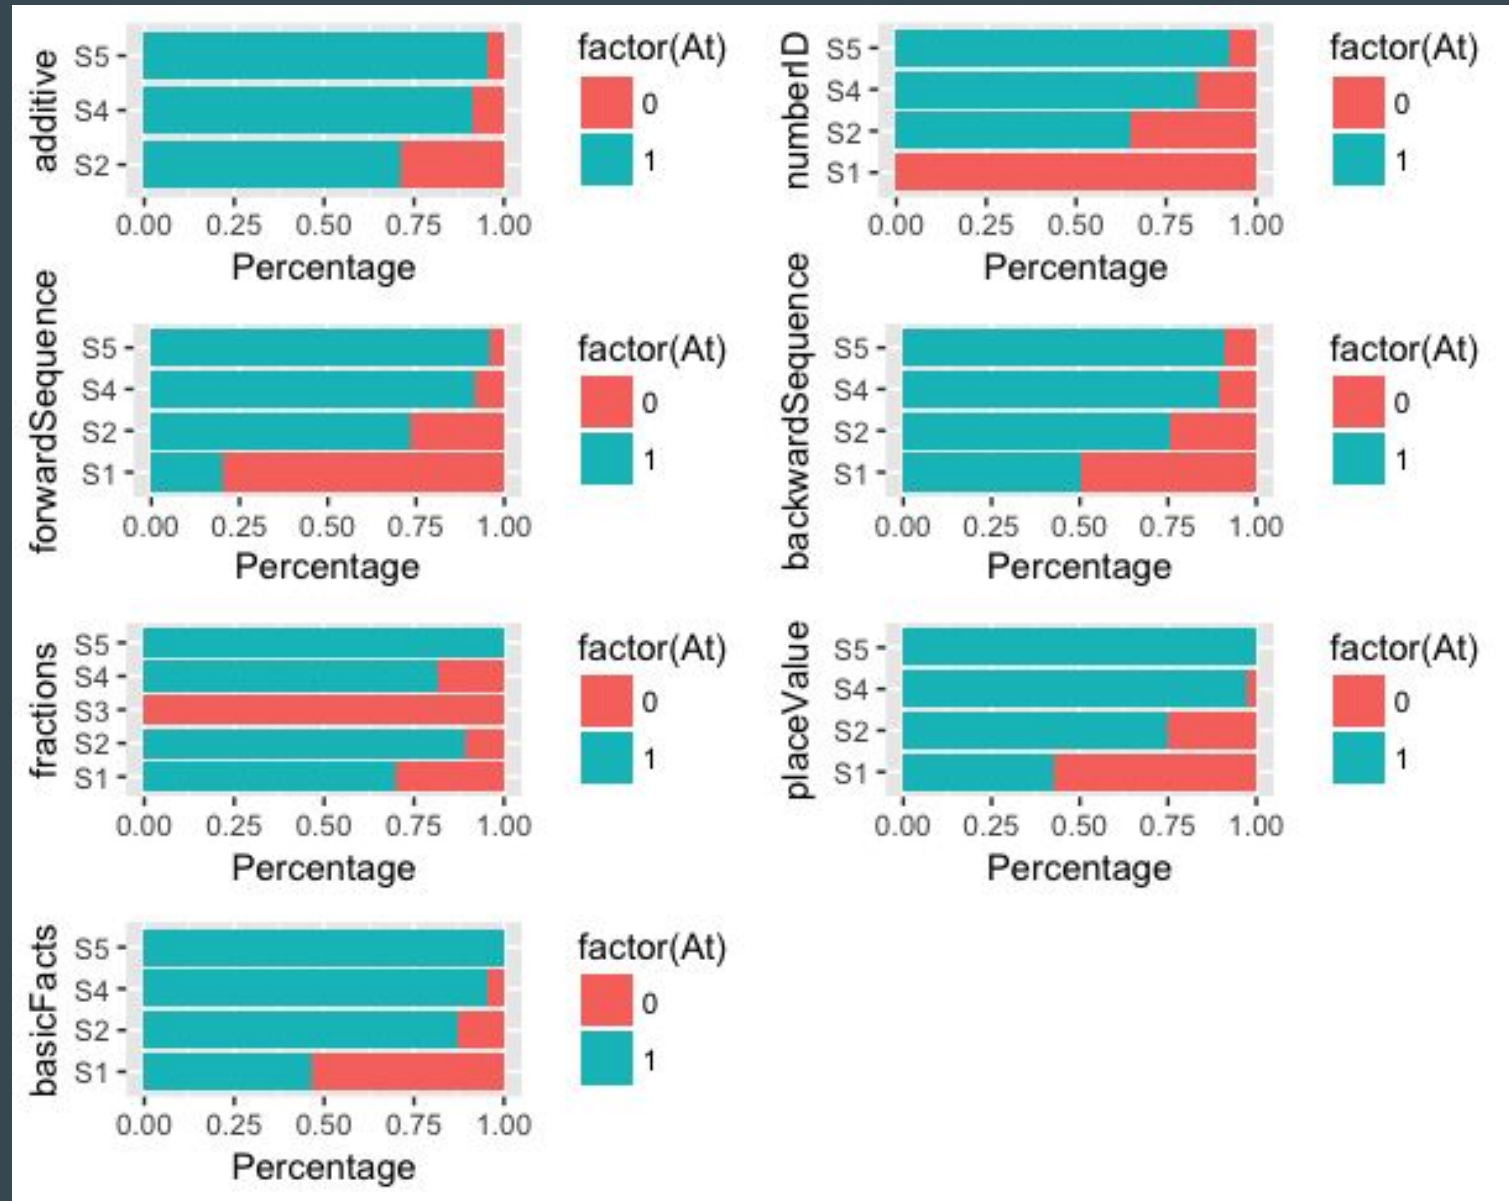 additive
S5
S4
S2
0.00 0.25 0.50 0.75 1.00
Percentage
factor(At)
0
1
numberID
S5
S4
S2
S1
0.00 0.25 0.50 0.75 1.00
Percentage
factor(At)
0
1
forwardSequence
S5
S4
S2
S1
0.00 0.25 0.50 0.75 1.00
Percentage
factor(At)
0
1
backwardSequence
S5
S4
S2
S1
0.00 0.25 0.50 0.75 1.00
Percentage
factor(At)
0
1
fractions
S5
S4
S3
S2
S1
0.00 0.25 0.50 0.75 1.00
Percentage
factor(At)
0
1
placeValue
S5
S4
S2
S1
0.00 0.25 0.50 0.75 1.00
Percentage
factor(At)
0
1
basicFacts
S5
S4
S2
S1
0.00 0.25 0.50 0.75 1.00
Percentage
factor(At)
0
1